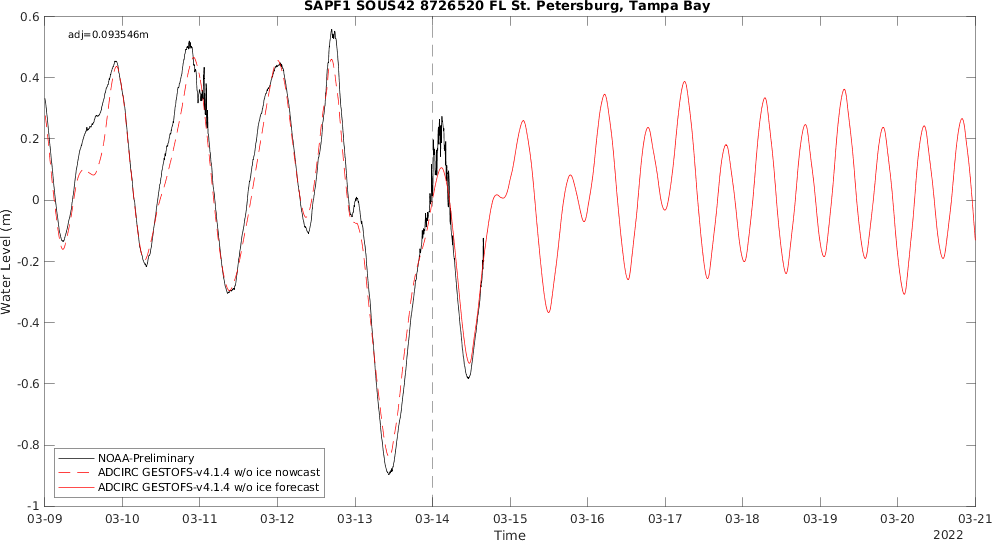 SAPF1 SOUS42 8726520 FL St. Petersburg, Tampa Bay
adj=0.093546m
0.6
0.4
0.2
0
-0.2
-0.4
-0.6
-0.8
-1
Water Level (m)
NOAA-Preliminary
ADCIRC GESTOFS-v4.1.4 w/o ice nowcast
ADCIRC GESTOFS-v4.1.4 w/o ice forecast
03-09 03-10 03-11 03-12 03-13 03-14 03-15 03-16 03-17 03-18 03-19 03-20 03-21
Time
2022